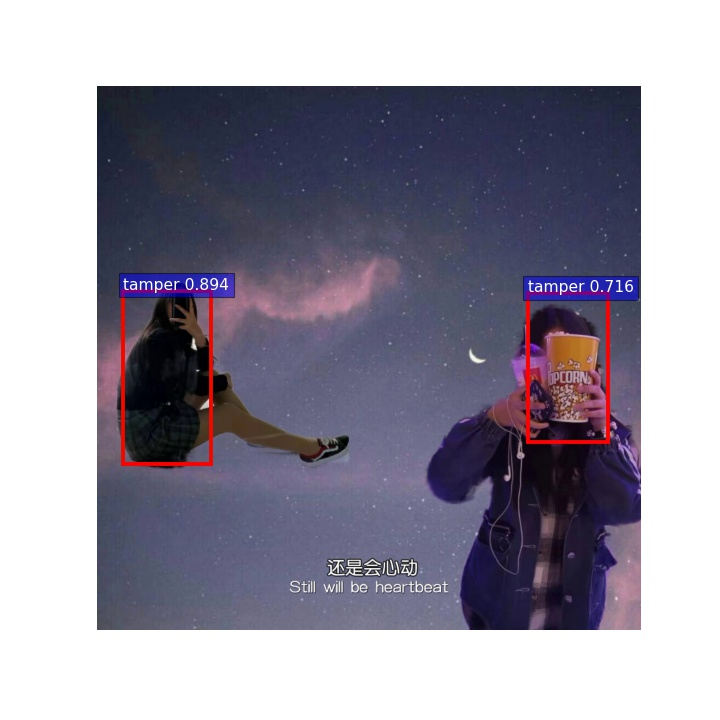 tamper 0.894
tamper 0.716
POPCORN
还是会心动
Still will be heartbeat